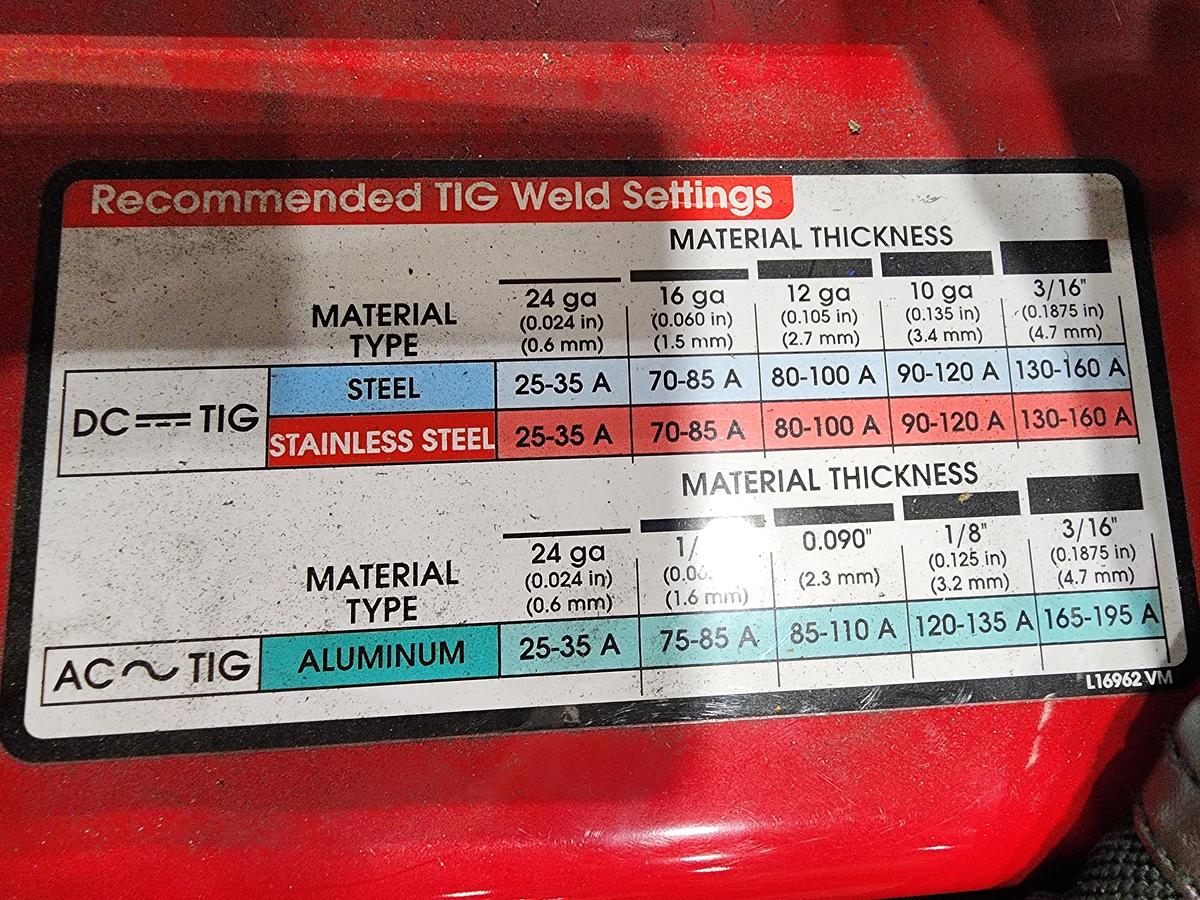 Recommended TIG Weld Settings
MATERIAL THICKNESS
24 ga 16 ga 12 ga 10 ga 3/16"
(0.024 in) (0.060 in) (0.105 in) (0.135 in) (0.1875 in)
(0.6 mm) (1.5 mm) (2.7 mm) (3.4 mm) (4.7 mm)
MATERIAL
TYPE
DC TIG
STEEL 25-35 A 70-85 A 80-100 A 90-120 A 130-160 A
STAINLESS STEEL 25-35 A 70-85 A 80-100 A 90-120 A 130-160 A
MATERIAL THICKNESS
24 ga 0.090" 1/8" 3/16"
(0.024 in) (0.125 in) (0.1875 in)
(0.6 mm) (1.6 mm) (2.3 mm) (3.2 mm) (4.7 mm)
MATERIAL
TYPE
AC ~ TIG ALUMINUM 25-35 A 75-85 A 85-110 A 120-135 A 165-195 A
L16962 VM